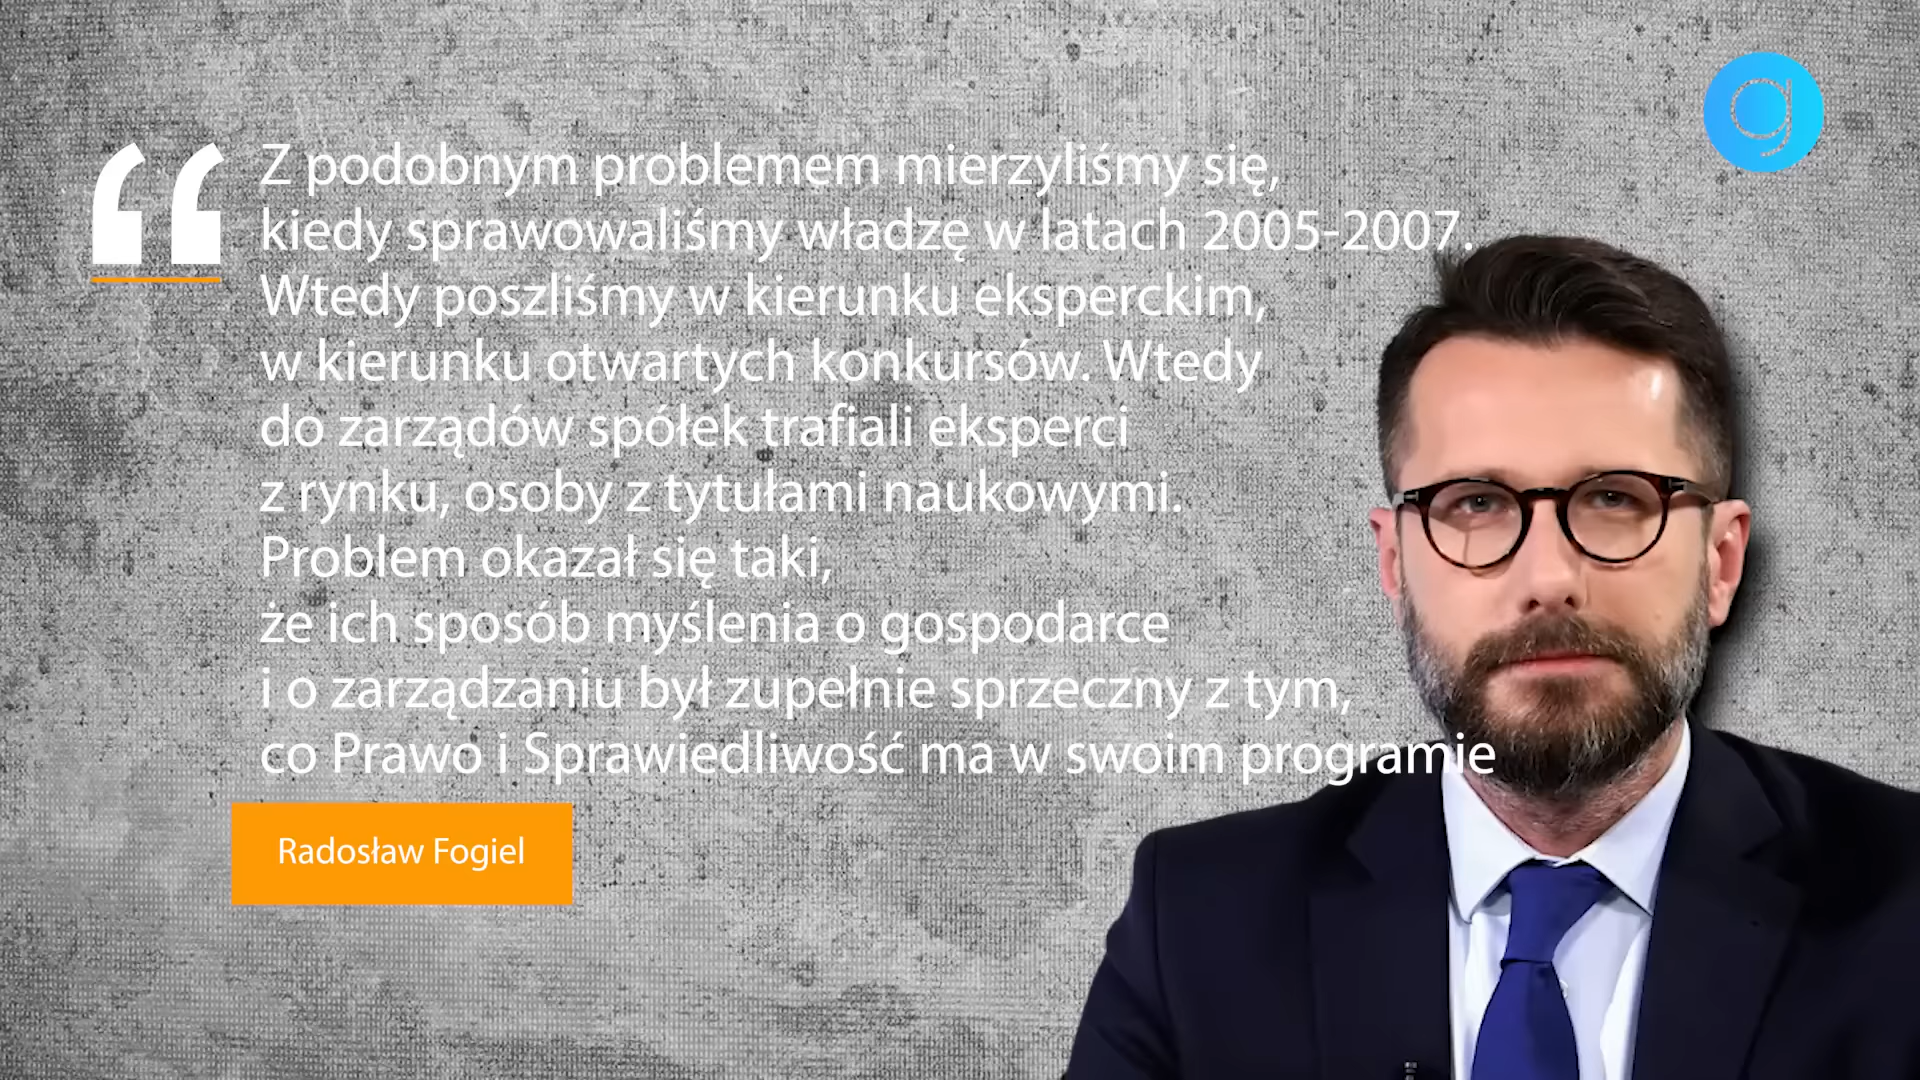 “
Z podobnym problemem mierzyliśmy się,
kiedy sprawowaliśmy władzę w latach 2005-2007.
Wtedy poszliśmy w kierunku eksperckim,
w kierunku otwartych konkursów. Wtedy
do zarządów spółek trafiali eksperci
z rynku, osoby z tytułami naukowymi.
Problem okazał się taki,
że ich sposób myślenia o gospodarce
i o zarządzaniu był zupełnie sprzeczny z tym,
co Prawo i Sprawiedliwość ma w swoim programie
Radosław Fogiel
g